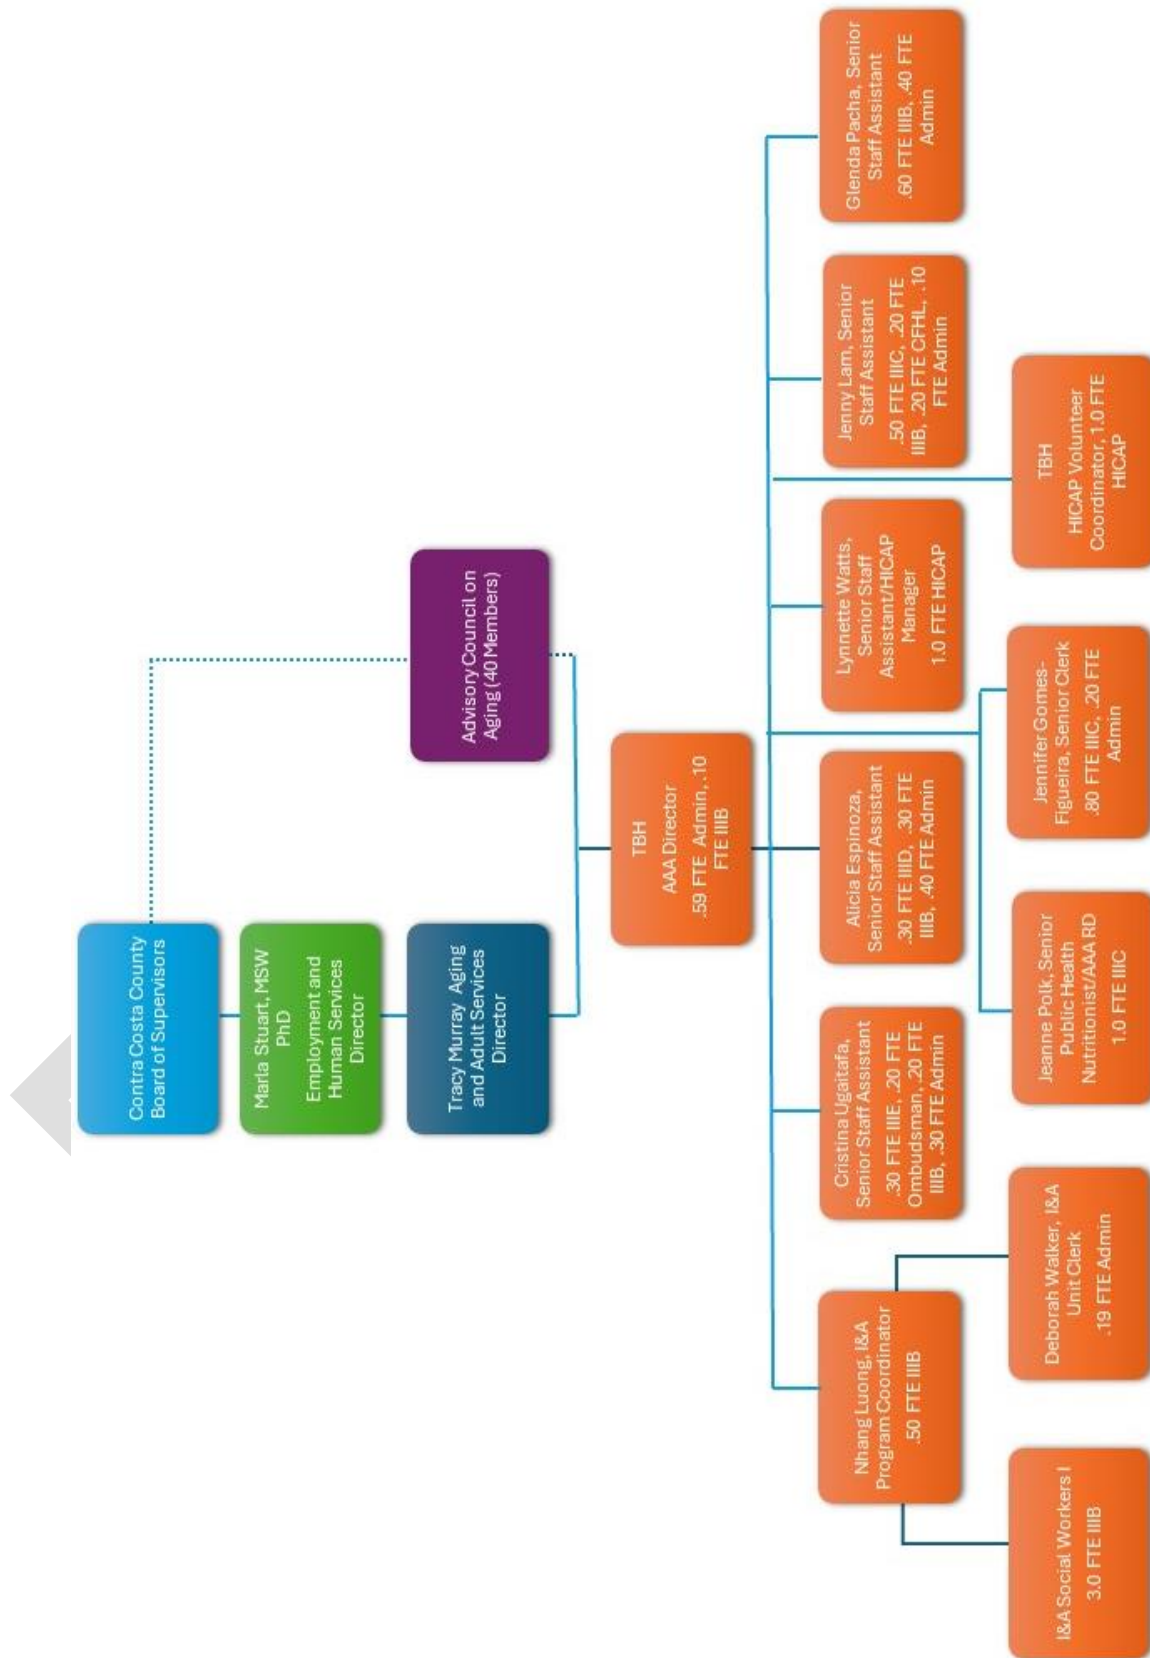 Contra Costa County
Board of Supervisors
Marla Stuart, MSW
PhD
Employment and
Human Services
Director
Tracy Murray Aging
and Adult Services
Director
Advisory Council on
Aging (40 Members)
TBH
AAA Director
.59 FTE Admin, .10
FTE IIIB
Nhang Luong, I&A
Program Coordinator
.50 FTE IIIB
Cristina Ugaitafa,
Senior Staff Assistant
.30 FTE IIIE, .20 FTE
Ombudsman, .20 FTE
IIIB, .30 FTE Admin
Alicia Espinoza,
Senior Staff Assistant
.30 FTE IIID, .30 FTE
IIIB, .40 FTE Admin
Lynnette Watts,
Senior Staff
Assistant/HICAP
Manager
1.0 FTE HICAP
Jenny Lam, Senior
Staff Assistant
.50 FTE IIIC, .20 FTE
IIIB, .20 FTE CFHL, .10
FTE Admin
Glenda Pacha, Senior
Staff Assistant
.60 FTE IIIB, .40 FTE
Admin
I&A Social Workers I
3.0 FTE IIIB
Deborah Walker, I&A
Unit Clerk
.19 FTE Admin
Jeanne Polk, Senior
Public Health
Nutritionist/AAA RD
1.0 FTE IIIC
Jennifer Gomes-
Figueira, Senior Clerk
.80 FTE IIIC, .20 FTE
Admin
TBH
HICAP Volunteer
Coordinator, 1.0 FTE
HICAP